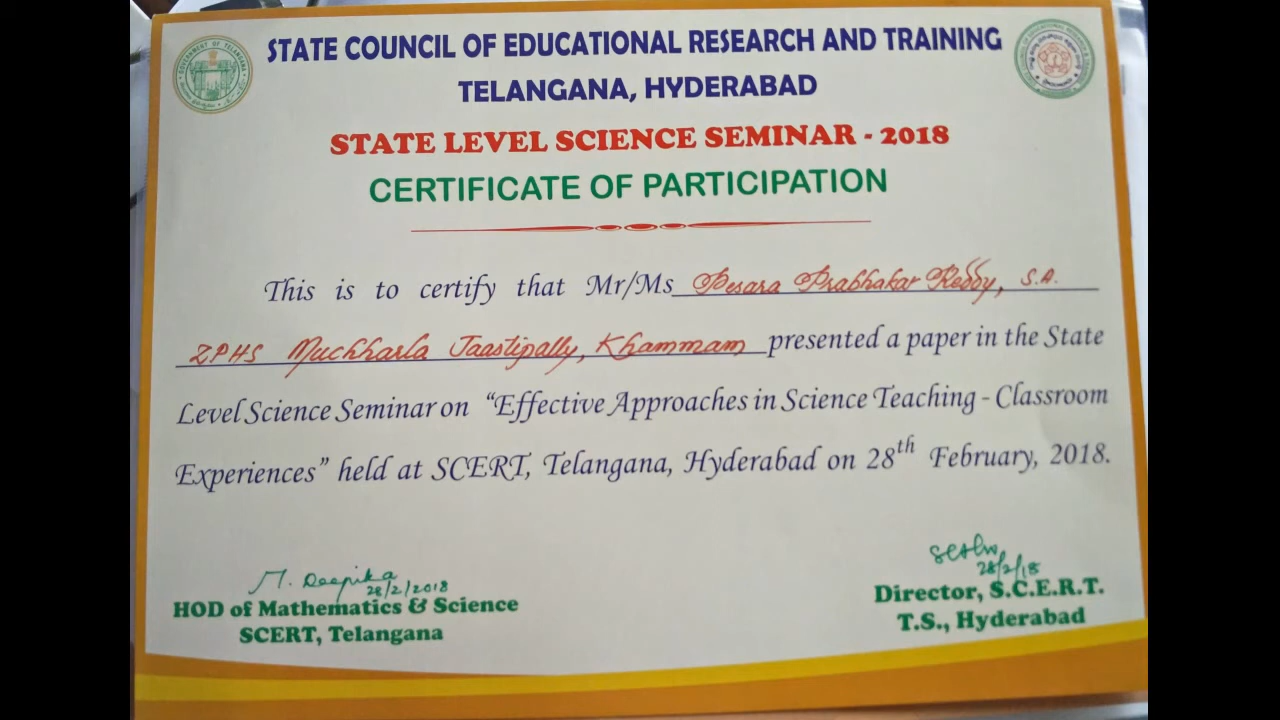 STATE COUNCIL OF EDUCATIONAL RESEARCH AND TRAINING
TELANGANA, HYDERABAD
STATE LEVEL SCIENCE SEMINAR - 2018
CERTIFICATE OF PARTICIPATION
This is to certify that Mr/Ms Pesara Prabhakar Reddy, S.A.
ZPHS Muchharla Jaastipally, Khammam presented a paper in the State
Level Science Seminar on "Effective Approaches in Science Teaching - Classroom
Experiences" held at SCERT, Telangana, Hyderabad on 28th February, 2018.
M. Deepika
28/2/2018
HOD of Mathematics & Science
SCERT, Telangana
28/2/18
Director, S.C.E.R.T.
T.S., Hyderabad